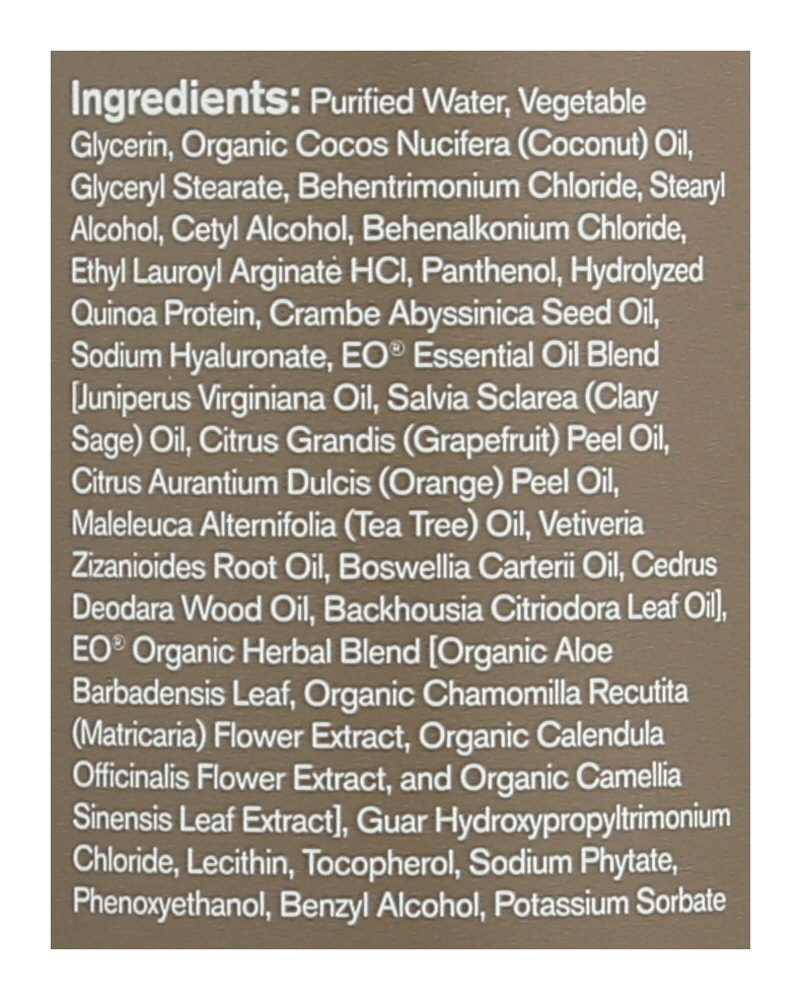 Ingredients: Purified Water, Vegetable
Glycerin, Organic Cocos Nucifera (Coconut) Oil,
Glyceryl Stearate, Behentrimonium Chloride, Stearyl
Alcohol, Cetyl Alcohol, Behenalkonium Chloride,
Ethyl Lauroyl Arginate HCl, Panthenol, Hydrolyzed
Quinoa Protein, Crambe Abyssinica Seed Oil,
Sodium Hyaluronate, EO® Essential Oil Blend
[Juniperus Virginiana Oil, Salvia Sclarea (Clary
Sage) Oil, Citrus Grandis (Grapefruit) Peel Oil,
Citrus Aurantium Dulcis (Orange) Peel Oil,
Maleleuca Alternifolia (Tea Tree) Oil, Vetiveria
Zizanioides Root Oil, Boswellia Carterii Oil, Cedrus
Deodara Wood Oil, Backhousia Citriodora Leaf Oil],
EO® Organic Herbal Blend [Organic Aloe
Barbadensis Leaf, Organic Chamomilla Recutita
(Matricaria) Flower Extract, Organic Calendula
Officinalis Flower Extract, and Organic Camellia
Sinensis Leaf Extract], Guar Hydroxypropyltrimonium
Chloride, Lecithin, Tocopherol, Sodium Phytate,
Phenoxyethanol, Benzyl Alcohol, Potassium Sorbate